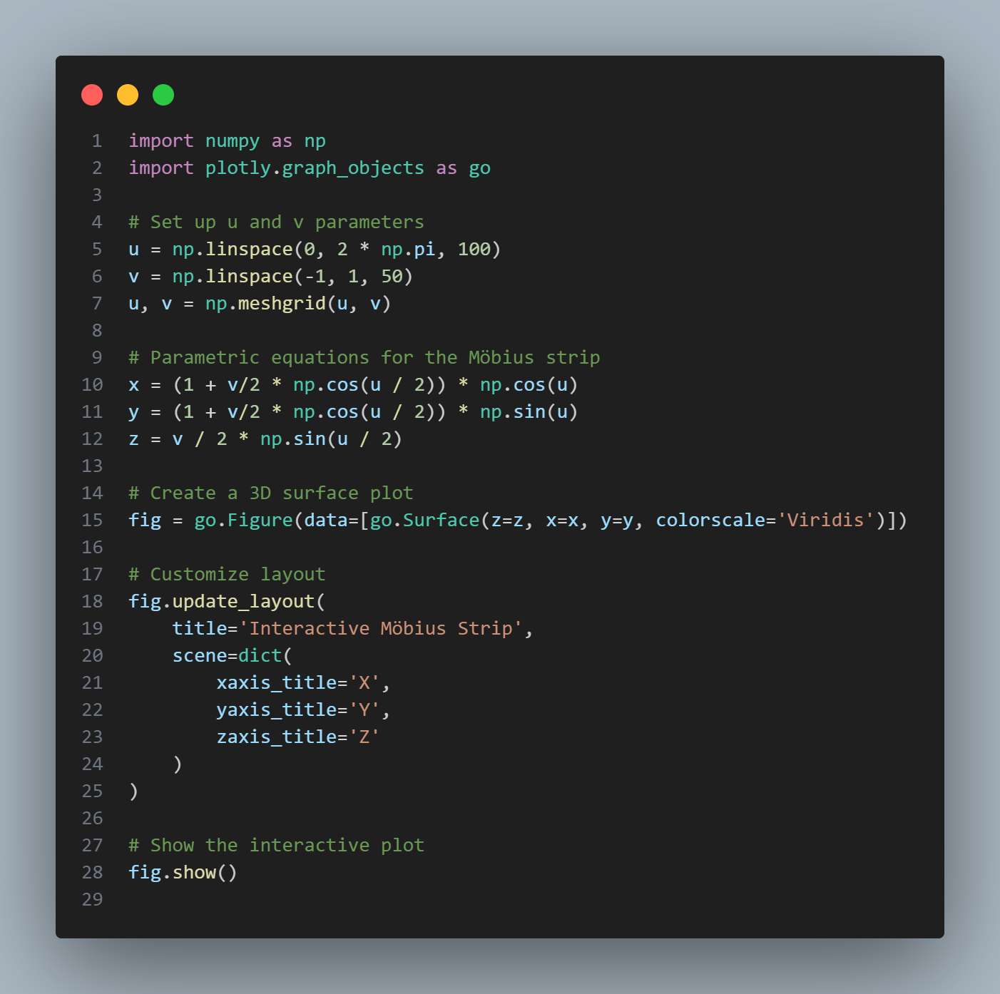 1 import numpy as np
2 import plotly.graph_objects as go
3
4 # Set up u and v parameters
5 u = np.linspace(0, 2 * np.pi, 100)
6 v = np.linspace(-1, 1, 50)
7 u, v = np.meshgrid(u, v)
8
9 # Parametric equations for the Möbius strip
10 x = (1 + v/2 * np.cos(u / 2)) * np.cos(u)
11 y = (1 + v/2 * np.cos(u / 2)) * np.sin(u)
12 z = v / 2 * np.sin(u / 2)
13
14 # Create a 3D surface plot
15 fig = go.Figure(data=[go.Surface(z=z, x=x, y=y, colorscale='Viridis')])
16
17 # Customize layout
18 fig.update_layout(
19     title='Interactive Möbius Strip',
20     scene=dict(
21         xaxis_title='X',
22         yaxis_title='Y',
23         zaxis_title='Z'
24     )
25 )
26
27 # Show the interactive plot
28 fig.show()
29